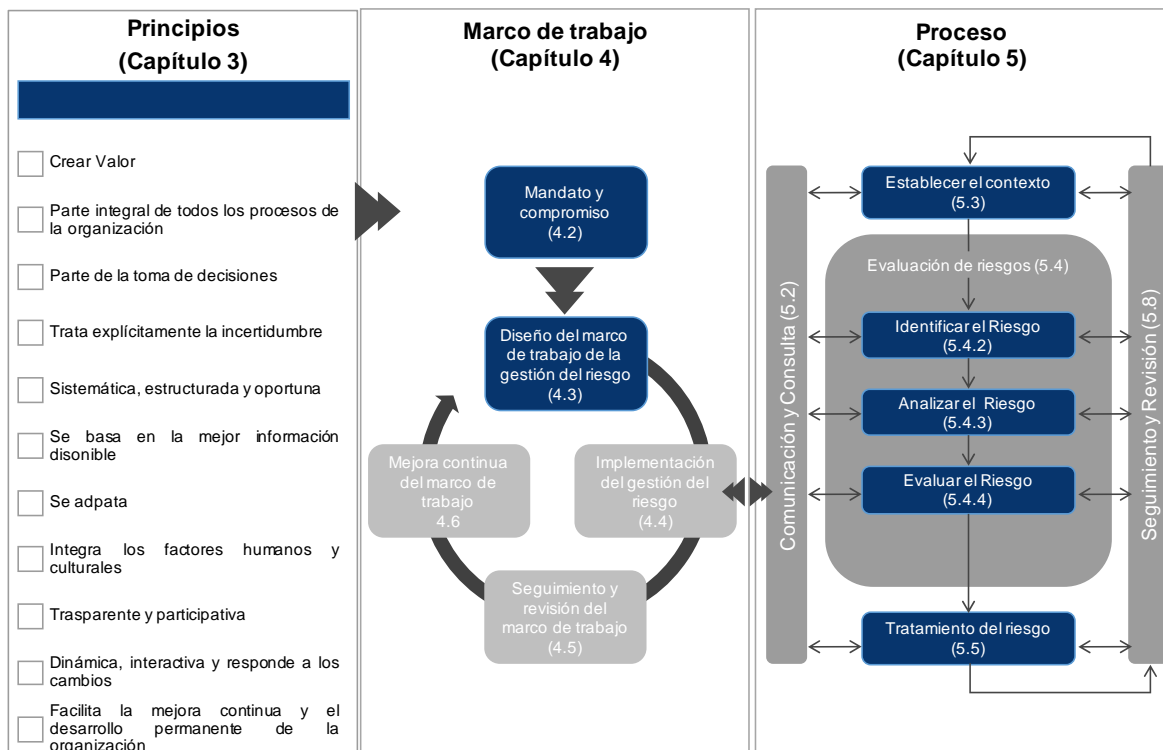 Principios
(Capítulo 3)
Crear Valor
Parte integral de todos los procesos de
la organización
Parte de la toma de decisiones
Trata explícitamente la incertidumbre
Sistemática, estructurada y oportuna
Se basa en la mejor información
disonible
Se adpata
Integra los factores humanos y
culturales
Trasparente y participativa
Dinámica, interactiva y responde a los
cambios
Facilita la mejora continua y el
desarrollo permanente de la
organización
Marco de trabajo
(Capítulo 4)
Mandato y
compromiso
(4.2)
Diseño del marco
de trabajo de la
gestión del riesgo
(4.3)
Mejora continua
del marco de
trabajo
4.6
Implementación
del gestión del
riesgo
(4.4)
Seguimiento y
revisión del
marco de trabajo
(4.5)
Proceso
(Capítulo 5)
Comunicación y Consulta (5.2)
Establecer el contexto
(5.3)
Evaluación de riesgos (5.4)
Identificar el Riesgo
(5.4.2)
Analizar el Riesgo
(5.4.3)
Evaluar el Riesgo
(5.4.4)
Tratamiento del riesgo
(5.5)
Seguimiento y Revisión (5.8)